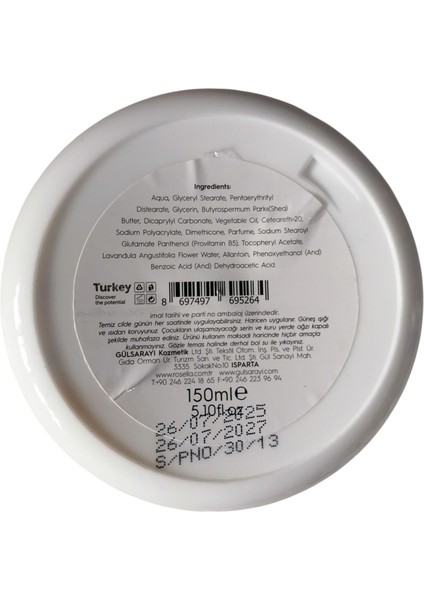 Ingredients:
Aqua, Glyceryl Stearate, Pentaerythrityl
Distearate, Glycerin, Butyrospermum Parkii(Shea)
Butter, Dicaprylyl Carbonate, Vegetable Oil, Ceteareth-20,
Sodium Polyacrylate, Dimethicone, Parfume, Sodium Stearoyl
Glutamate Panthenol (Provitamin B5), Tocopheryl Acetate,
Lavandula Angustifolia Flower Water, Allantoin, Phenoxyethanol (And)
Benzoic Acid (And) Dehydroacetic Acid.
Turkey
Discover
the potential
8 697497 695264
imal tarihi ve parti no ambalaj üzerindedir.
Temiz cilde günün her saatinde uygulayabilirsiniz. Haricen uygulanır. Güneş ışığı
ve ısıdan koruyunuz. Çocukların ulaşamayacağı serin ve kuru yerde ağzı kapalı
şekilde muhafaza ediniz. Ürünü kullanım maksadı haricinde hiçbir amaçla
kullanmayınız. Gözle temas halinde derhal bol su ile yıkayınız.
GÜLSARAYI Kozmetik Ltd. Şti. Tekstil Otom. İnş. Pls. ve Plst. Ür.
Gıda Orman. Ür. Turizm San. ve Tic. Ltd. Şti. Gül Sanayi Mah.
3335. Sokak No:10 ISPARTA
www.rosella.com.tr www.gulsarayi.com
T:+90 246 224 18 65 F:+90 246 223 96 94
150ml e
5.10fl.oz
26/07/2025
26/07/2027
S/PNO/30/13